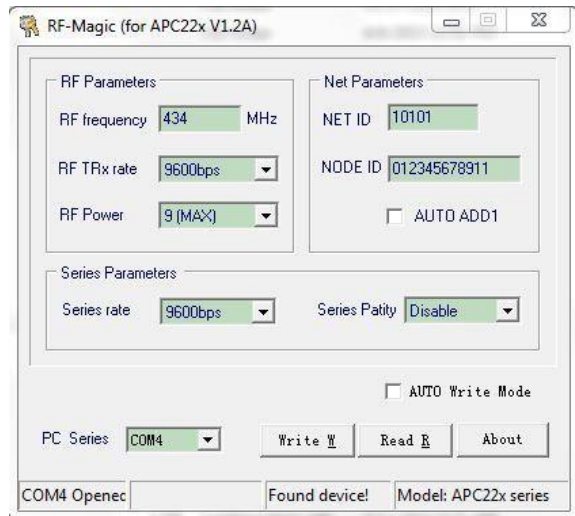 RF-Magic (for APC22x V1.2A)
RF Parameters
RF frequency 434 MHz
RF TRx rate 9600bps
RF Power 9 (MAX)
Net Parameters
NET ID 10101
NODE ID 012345678911
AUTO ADD1
Series Parameters
Series rate 9600bps Series Patity Disable
AUTO Write Mode
PC Series COM4 Write W Read R About
COM4 Opened Found device! Model: APC22x series